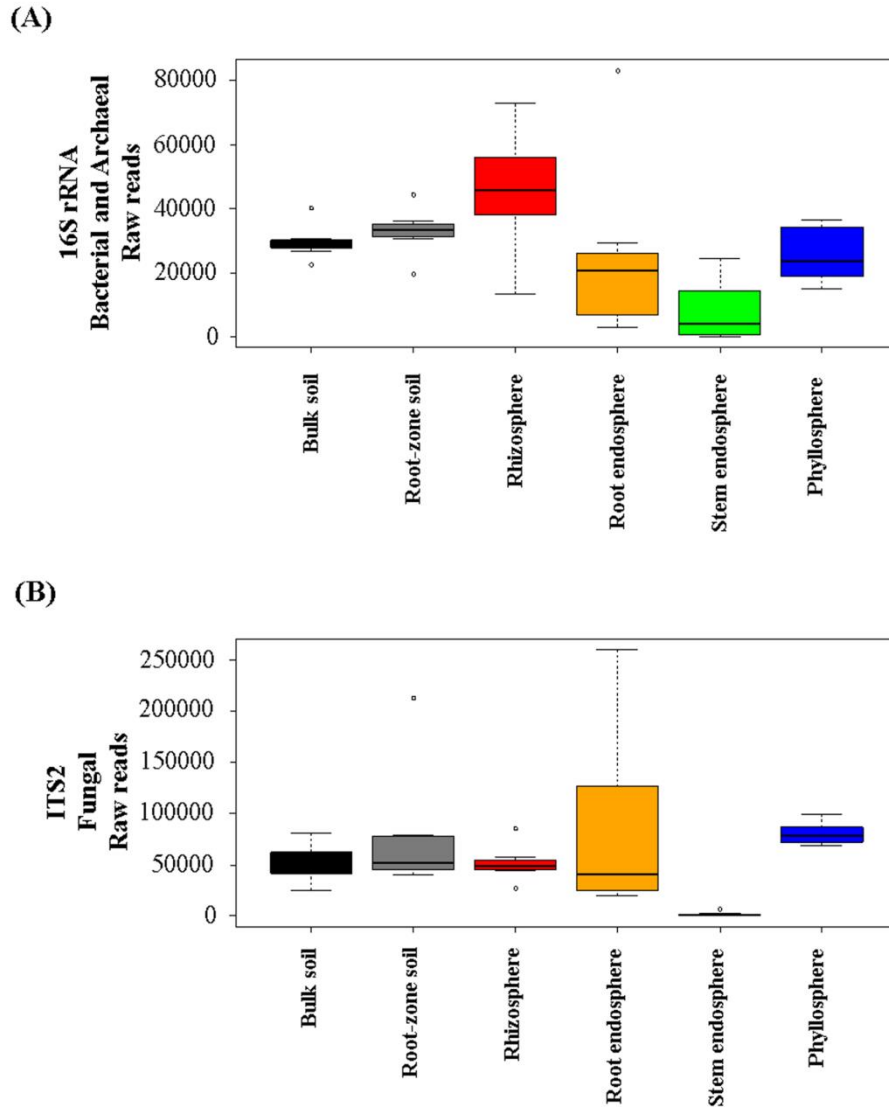 (A)
16S rRNA
Bacterial and Archaeal
Raw reads
80000
60000
40000
20000
0
Bulk soil
Root-zone soil
Rhizosphere
Root endosphere
Stem endosphere
Phyllosphere
(B)
ITS2
Fungal
Raw reads
250000
200000
150000
100000
50000
0
Bulk soil
Root-zone soil
Rhizosphere
Root endosphere
Stem endosphere
Phyllosphere